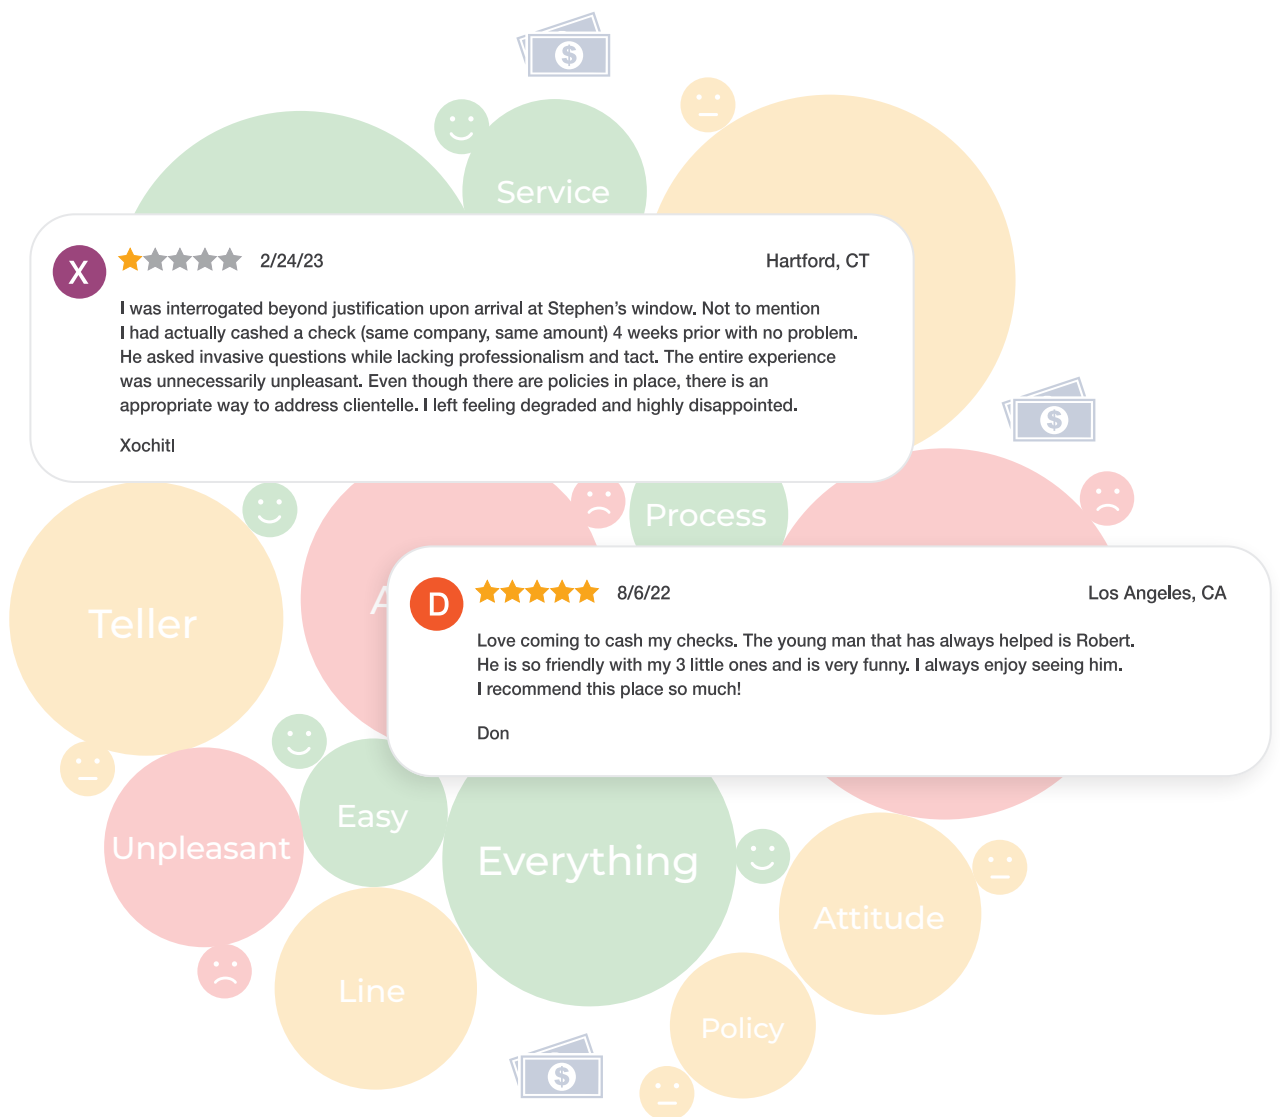 $
Service
X
2/24/23
Hartford, CT
I was interrogated beyond justification upon arrival at Stephen’s window. Not to mention
I had actually cashed a check (same company, same amount) 4 weeks prior with no problem.
He asked invasive questions while lacking professionalism and tact. The entire experience
was unnecessarily unpleasant. Even though there are policies in place, there is an
appropriate way to address clientelle. I left feeling degraded and highly disappointed.
Xochitl
$
Process
Teller
D
8/6/22
Los Angeles, CA
Love coming to cash my checks. The young man that has always helped is Robert.
He is so friendly with my 3 little ones and is very funny. I always enjoy seeing him.
I recommend this place so much!
Don
Easy
Unpleasant
Everything
Attitude
Line
Policy
$